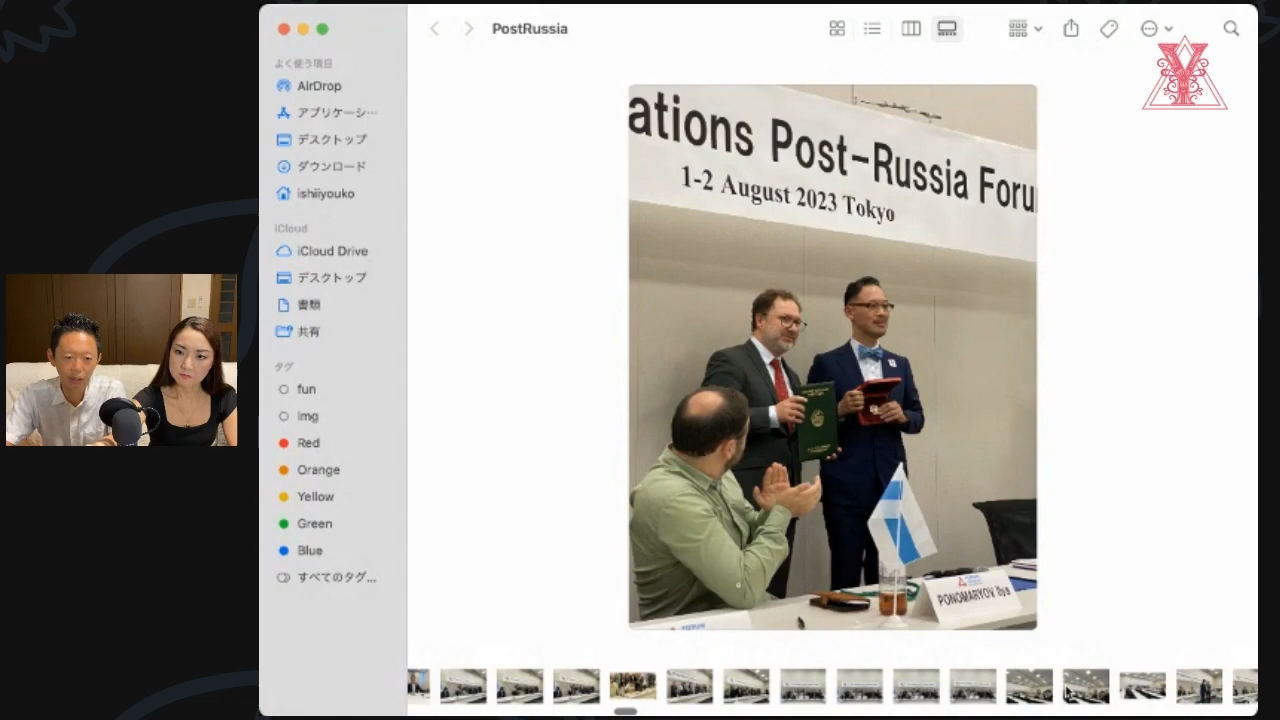 PostRussia
よく使う項目
AirDrop
アプリケーシ…
デスクトップ
ダウンロード
ishiiyouko
iCloud
iCloud Drive
デスクトップ
書類
共有
タグ
fun
img
Red
Orange
Yellow
Green
Blue
すべてのタグ...
ations Post-Russia Foru
1-2 August 2023 Tokyo
PONOMARYOV Ilya